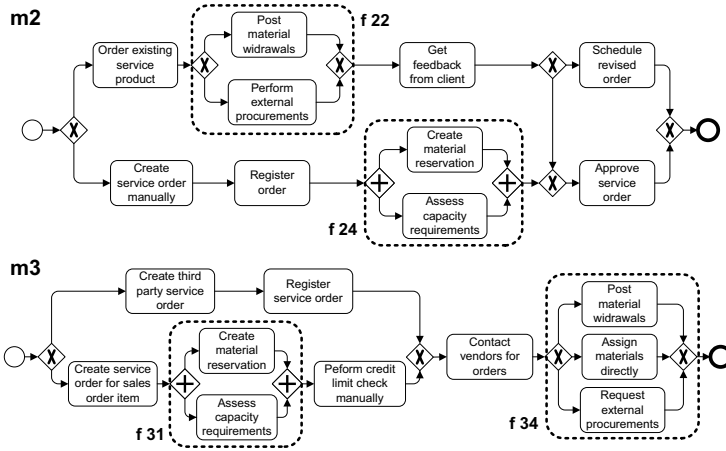 m2
f 22
Post
material
widrawals
Order existing
service
product
Get
feedback
from client
Schedule
revised
order
Perform
external
procurements
Create
material
reservation
Create
service order
manually
Register
order
Approve
service
order
Assess
capacity
requirements
f 24
m3
Create third
party service
order
Register
service order
Post
material
widrawals
Create
material
reservation
Contact
vendors for
orders
Assign
materials
directly
Create service
order for sales
order item
Peform credit
limit check
manually
Assess
capacity
requirements
Request
external
procurements
f 31
f 34